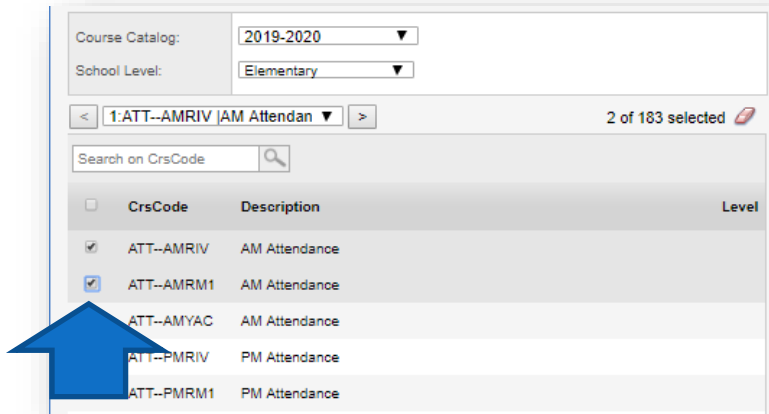 Course Catalog: 2019-2020
School Level: Elementary
< 1:ATT--AMRIV |AM Attendan > 2 of 183 selected
Search on CrsCode
CrsCode Description Level
ATT--AMRIV AM Attendance
ATT--AMRM1 AM Attendance
ATT--AMYAC AM Attendance
ATT--PMRIV PM Attendance
ATT--PMRM1 PM Attendance